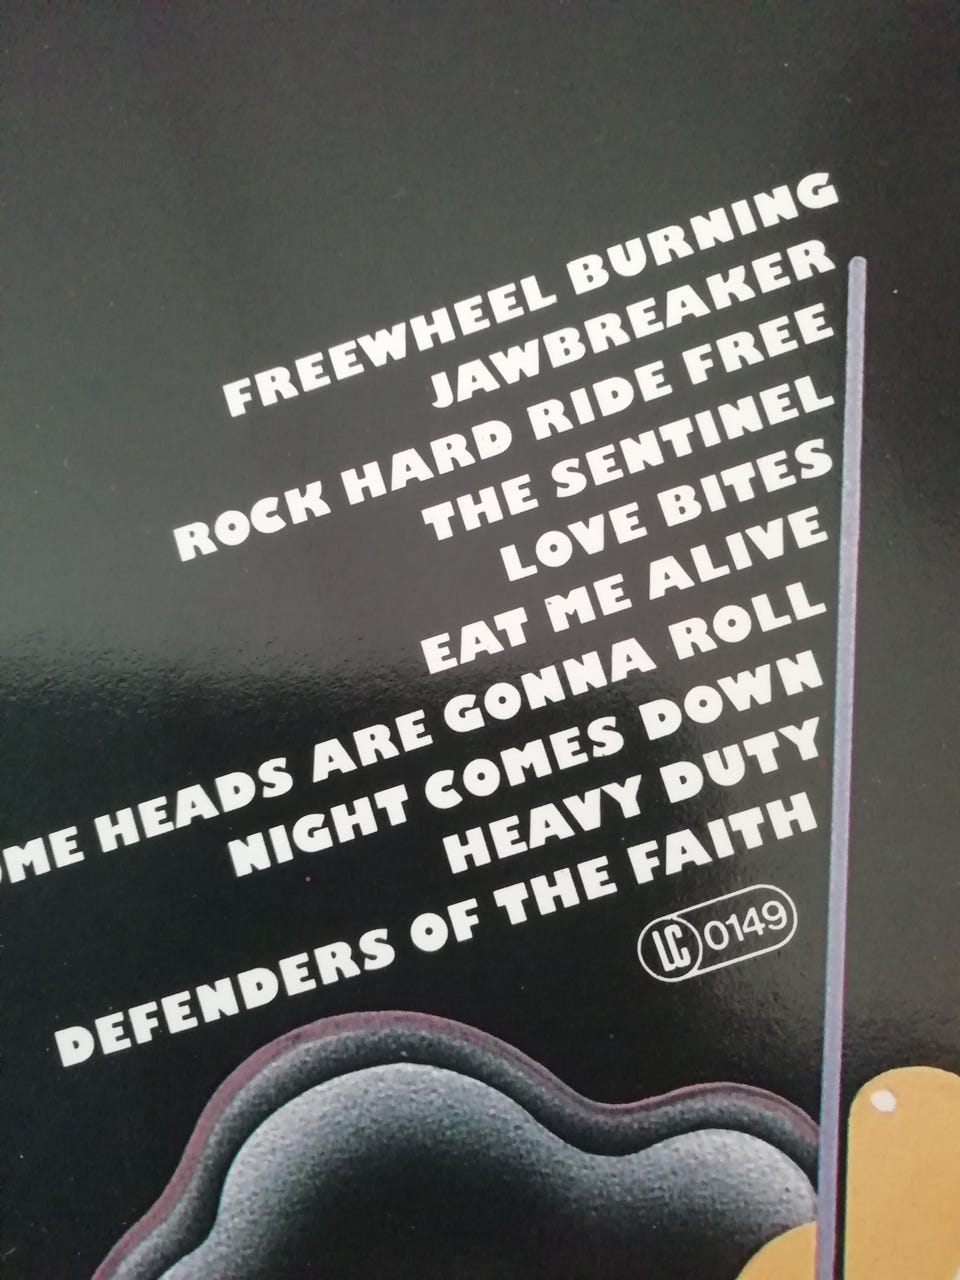 FREEWHEEL BURNING
JAWBREAKER
ROCK HARD RIDE FREE
THE SENTINEL
LOVE BITES
EAT ME ALIVE
HEADS ARE GONNA ROLL
NIGHT COMES DOWN
HEAVY DUTY
DEFENDERS OF THE FAITH
LC 0149